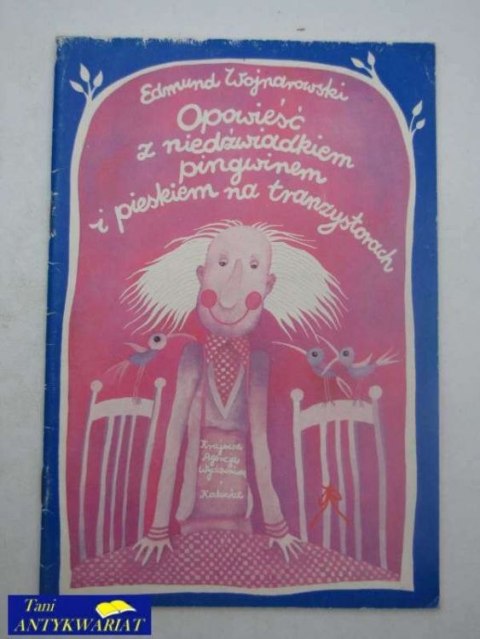 Edmund Wojnarowski
Opowieść
z niedźwiadkiem
pingwinem
i pieskiem na tranzystorach
Krajowa
Agencja
Wydawnicza
Katowice
Tani
ANTYKWARIAT